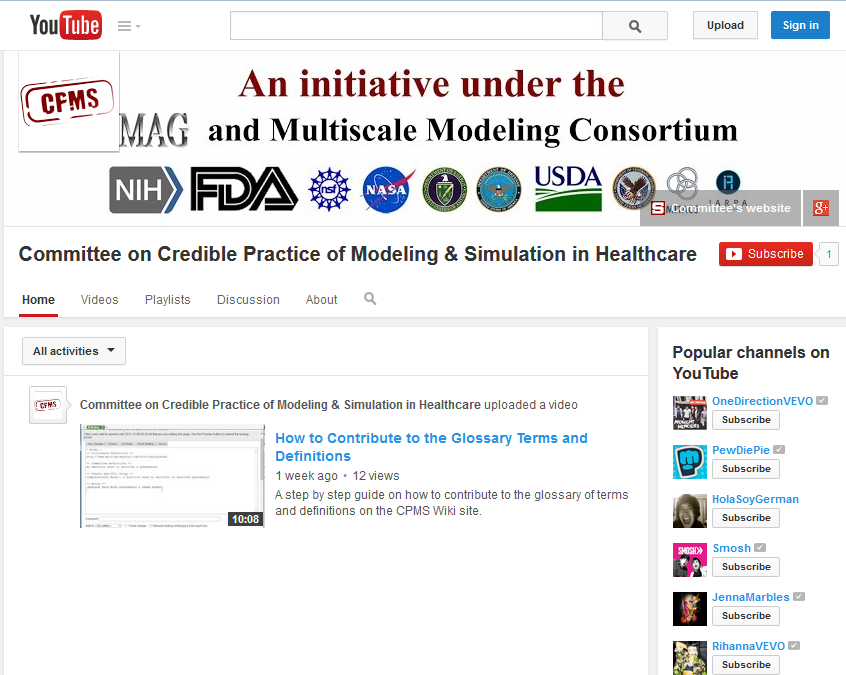 YouTube
Upload
Sign in
CFMS
An initiative under the
MAG and Multiscale Modeling Consortium
NIH FDA nsf NASA USDA IARPA
Committee's website
g+
Committee on Credible Practice of Modeling & Simulation in Healthcare
Subscribe 1
Home Videos Playlists Discussion About
All activities
CFMS
Committee on Credible Practice of Modeling & Simulation in Healthcare uploaded a video
How to Contribute to the Glossary Terms and
Definitions
1 week ago • 12 views
A step by step guide on how to contribute to the glossary of terms
and definitions on the CPMS Wiki site.
10:08
Popular channels on
YouTube
OneDirectionVEVO
Subscribe
PewDiePie
Subscribe
HolaSoyGerman
Subscribe
SMOSH
Smosh
Subscribe
JennaMarbles
Subscribe
RihannaVEVO
Subscribe